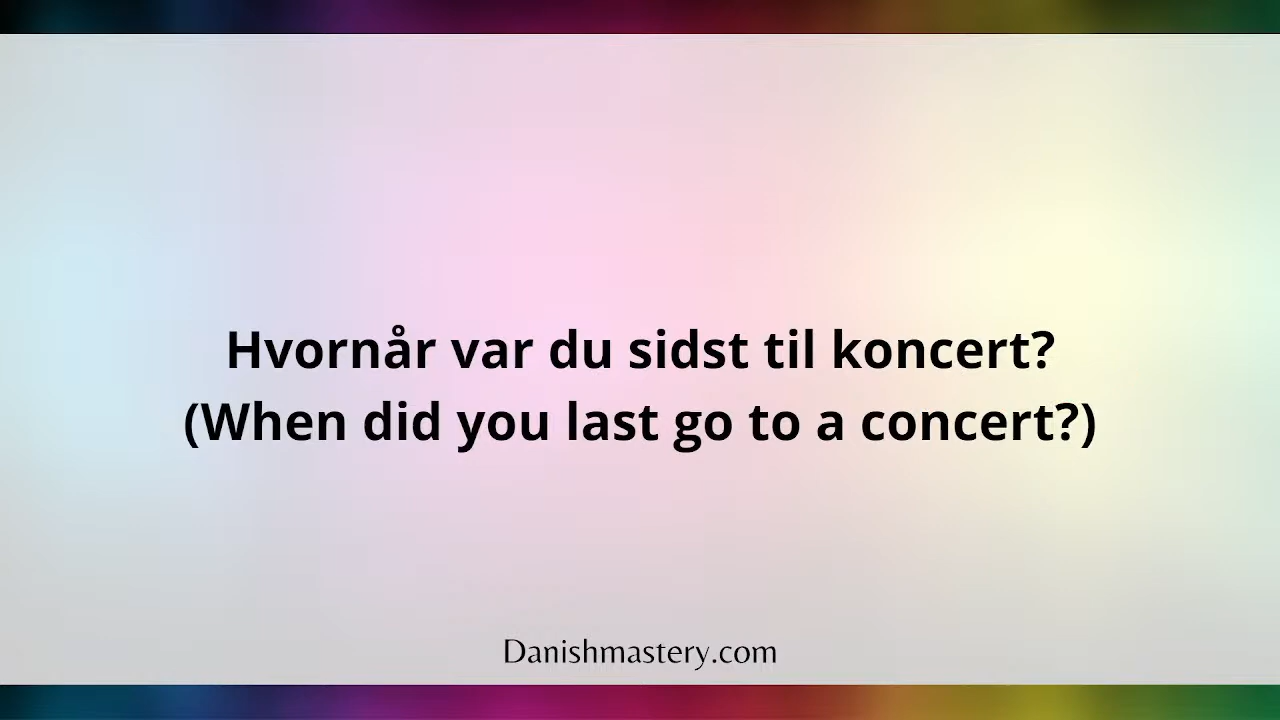 Hvornår var du sidst til koncert?
(When did you last go to a concert?)
Danishmastery.com